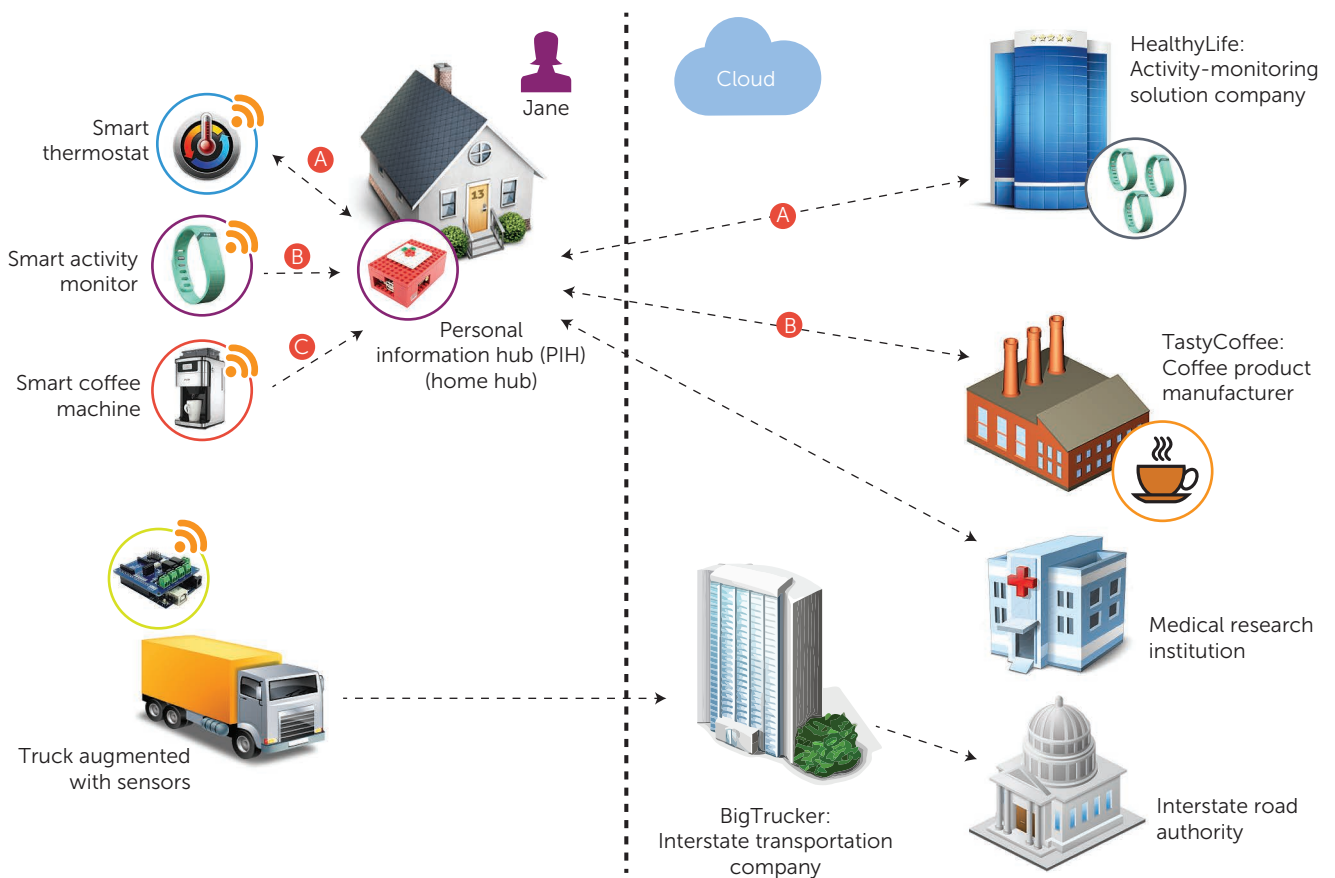 Jane
Cloud
HealthyLife:
Activity-monitoring
solution company
Smart
thermostat
A
13
A
Smart activity
monitor
B
B
Personal
information hub (PIH)
(home hub)
TastyCoffee:
Coffee product
manufacturer
Smart coffee
machine
C
Medical research
institution
Truck augmented
with sensors
BigTrucker:
Interstate transportation
company
Interstate road
authority